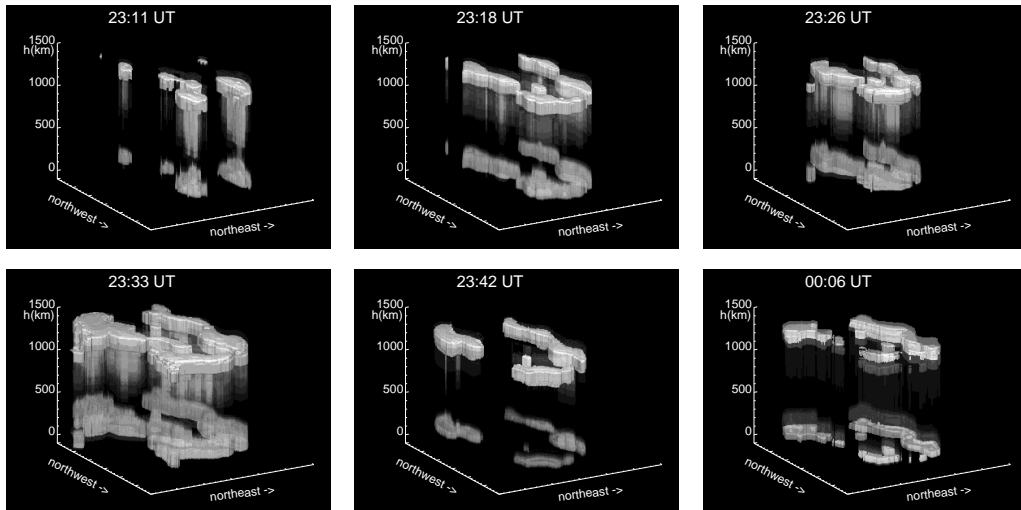 23:11 UT
1500
h(km)
1000
500
0
northwest ->
northeast ->
23:18 UT
1500
h(km)
1000
500
0
northwest ->
northeast ->
23:26 UT
1500
h(km)
1000
500
0
northwest ->
northeast ->
23:33 UT
1500
h(km)
1000
500
0
northwest ->
northeast ->
23:42 UT
1500
h(km)
1000
500
0
northwest ->
northeast ->
00:06 UT
1500
h(km)
1000
500
0
northwest ->
northeast ->